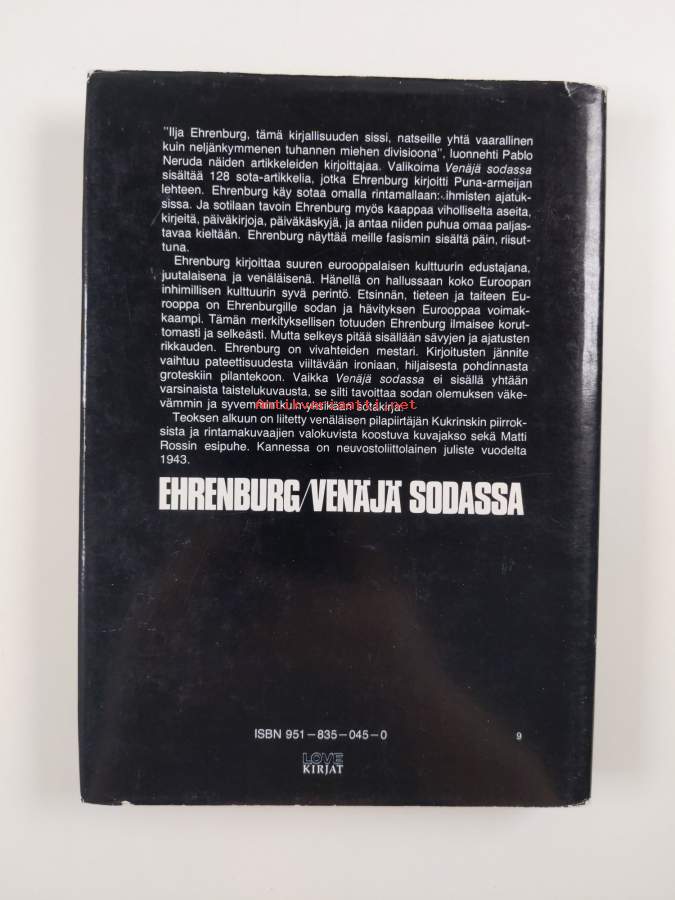 "Ilja Ehrenburg, tämä kirjallisuuden sissi, natseille yhtä vaarallinen
kuin neljänkymmenen tuhannen miehen divisioona", luonnehti Pablo
Neruda näiden artikkeleiden kirjoittajaa. Valikoima Venäjä sodassa
sisältää 128 sota-artikkelia, jotka Ehrenburg kirjoitti Puna-armeijan
lehteen. Ehrenburg käy sotaa omalla rintamallaan: ihmisten ajatuk-
sissa. Ja sotilaan tavoin Ehrenburg myös kaappaa viholliselta aseita,
kirjeitä, päiväkirjoja, päiväkäskyjä, ja antaa niiden puhua omaa paljas-
tavaa kieltään. Ehrenburg näyttää meille fasismin sisältä päin, riisut-
tuna.
Ehrenburg kirjoittaa suuren eurooppalaisen kulttuurin edustajana,
juutalaisena ja venäläisenä. Hänellä on hallussaan koko Euroopan
inhimillisen kulttuurin syvä perintö. Etsinnän, tieteen ja taiteen Eu-
rooppa on Ehrenburgille sodan ja hävityksen Eurooppaa voimak-
kaampi. Tämän merkityksellisen totuuden Ehrenburg ilmaisee korut-
tomasti ja selkeästi. Mutta selkeys pitää sisällään sävyjen ja ajatusten
rikkauden. Ehrenburg on vivahteiden mestari. Kirjoitusten jännite
vaihtuu pateettisuudesta viiltävään ironiaan, hiljaisesta pohdinnasta
groteskiin pilantekoon. Vaikka Venäjä sodassa ei sisällä yhtään
varsinaista taistelukuvausta, se silti tavoittaa sodan olemuksen väke-
vämmin ja syvemmin kuin yksikään sotakirja.
Antikvariaatti.net
Teoksen alkuun on liitetty venäläisen pilapiirtäjän Kukrinskin piirrok-
sista ja rintamakuvaajien valokuvista koostuva kuvajakso sekä Matti
Rossin esipuhe. Kannessa on neuvostoliittolainen juliste vuodelta
1943.
EHRENBURG/VENÄJÄ SODASSA
ISBN 951-835-045-0
9
LOVE
KIRJAT